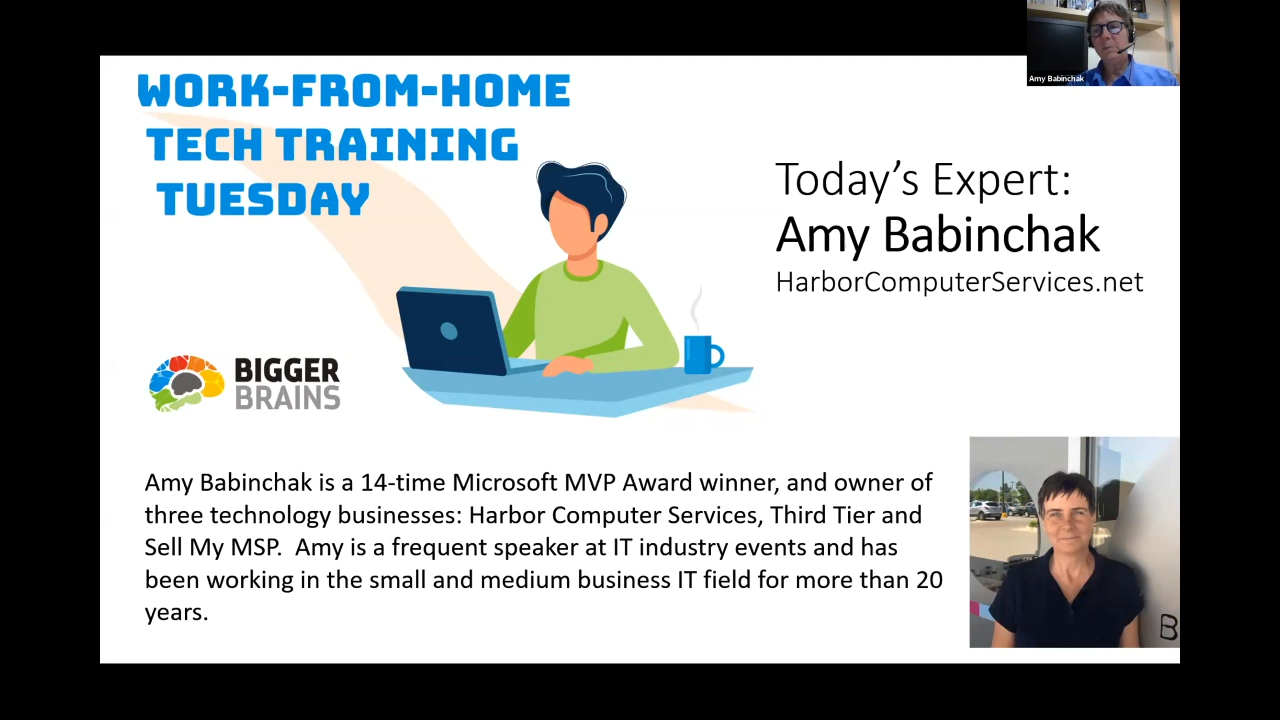 Amy Babinchak
WORK-FROM-HOME
TECH TRAINING
TUESDAY
Today's Expert:
Amy Babinchak
HarborComputerServices.net
BIGGER
BRAINS
Amy Babinchak is a 14-time Microsoft MVP Award winner, and owner of
three technology businesses: Harbor Computer Services, Third Tier and
Sell My MSP.  Amy is a frequent speaker at IT industry events and has
been working in the small and medium business IT field for more than 20
years.
B